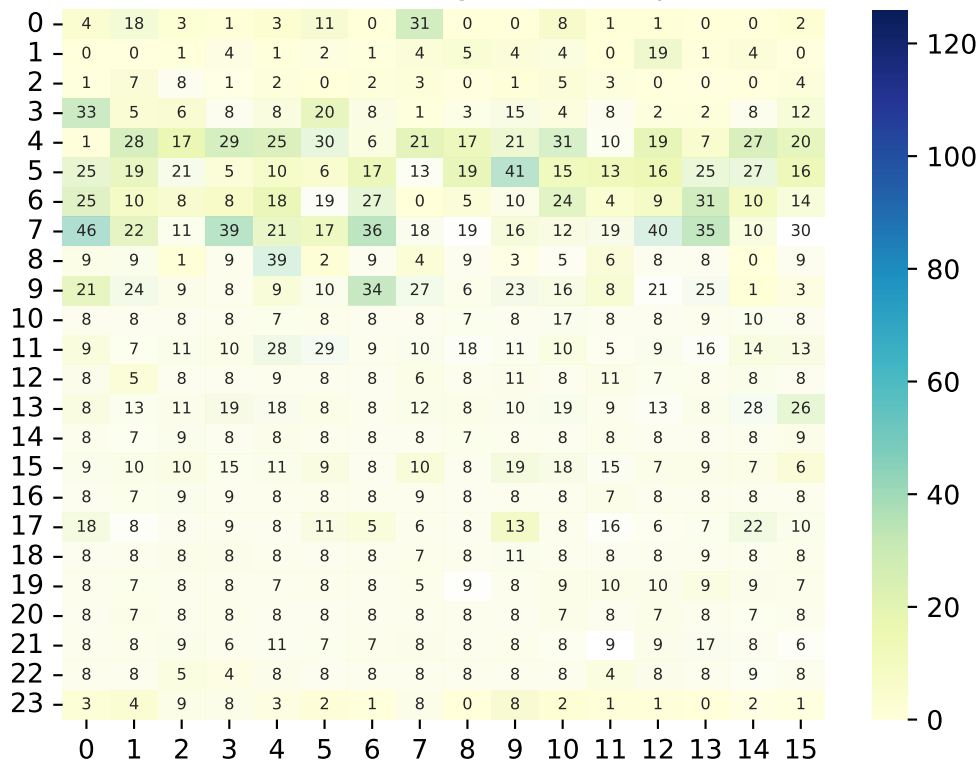 0 4 18 3 1 3 11 0 31 0 0 8 1 1 0 0 2
1 0 0 1 4 1 2 1 4 5 4 4 0 19 1 4 0
2 1 7 8 1 2 0 2 3 0 1 5 3 0 0 0 4
3 33 5 6 8 8 20 8 1 3 15 4 8 2 2 8 12
4 1 28 17 29 25 30 6 21 17 21 31 10 19 7 27 20
5 25 19 21 5 10 6 17 13 19 41 15 13 16 25 27 16
6 25 10 8 8 18 19 27 0 5 10 24 4 9 31 10 14
7 46 22 11 39 21 17 36 18 19 16 12 19 40 35 10 30
8 9 9 1 9 39 2 9 4 9 3 5 6 8 8 0 9
9 21 24 9 8 9 10 34 27 6 23 16 8 21 25 1 3
10 8 8 8 8 7 8 8 8 7 8 17 8 8 9 10 8
11 9 7 11 10 28 29 9 10 18 11 10 5 9 16 14 13
12 8 5 8 8 9 8 8 6 8 11 8 11 7 8 8 8
13 8 13 11 19 18 8 8 12 8 10 19 9 13 8 28 26
14 8 7 9 8 8 8 8 8 7 8 8 8 8 8 8 9
15 9 10 10 15 11 9 8 10 8 19 18 15 7 9 7 6
16 8 7 9 9 8 8 8 9 8 8 8 7 8 8 8 8
17 18 8 8 9 8 11 5 6 8 13 8 16 6 7 22 10
18 8 8 8 8 8 8 8 7 8 11 8 8 8 9 8 8
19 8 7 8 8 7 8 8 5 9 8 9 10 10 9 9 7
20 8 7 8 8 8 8 8 8 8 8 7 8 7 8 7 8
21 8 8 9 6 11 7 7 8 8 8 8 9 9 17 8 6
22 8 8 5 4 8 8 8 8 8 8 8 4 8 8 9 8
23 3 4 9 8 3 2 1 8 0 8 2 1 1 0 2 1
0 1 2 3 4 5 6 7 8 9 10 11 12 13 14 15
120
100
80
60
40
20
0